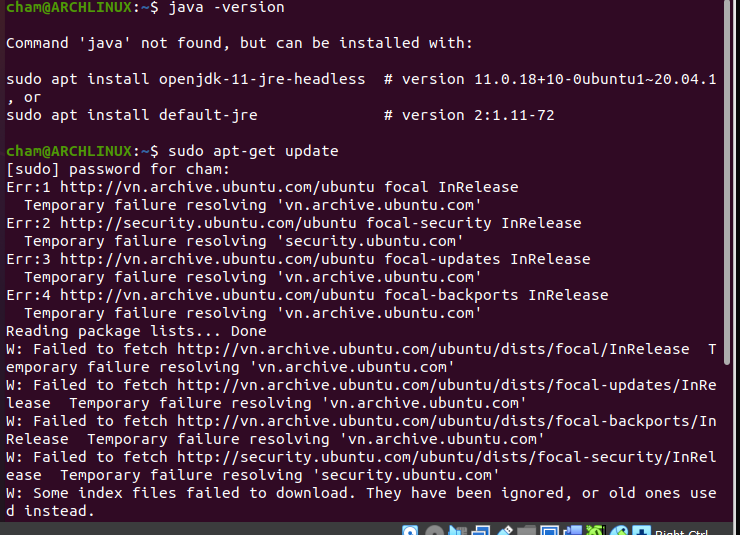 cham@ARCHLINUX:~$ java -version
Command 'java' not found, but can be installed with:
sudo apt install openjdk-11-jre-headless  # version 11.0.18+10-0ubuntu1~20.04.1
, or
sudo apt install default-jre              # version 2:1.11-72
cham@ARCHLINUX:~$ sudo apt-get update
[sudo] password for cham:
Err:1 http://vn.archive.ubuntu.com/ubuntu focal InRelease
  Temporary failure resolving 'vn.archive.ubuntu.com'
Err:2 http://security.ubuntu.com/ubuntu focal-security InRelease
  Temporary failure resolving 'security.ubuntu.com'
Err:3 http://vn.archive.ubuntu.com/ubuntu focal-updates InRelease
  Temporary failure resolving 'vn.archive.ubuntu.com'
Err:4 http://vn.archive.ubuntu.com/ubuntu focal-backports InRelease
  Temporary failure resolving 'vn.archive.ubuntu.com'
Reading package lists... Done
W: Failed to fetch http://vn.archive.ubuntu.com/ubuntu/dists/focal/InRelease  T
emporary failure resolving 'vn.archive.ubuntu.com'
W: Failed to fetch http://vn.archive.ubuntu.com/ubuntu/dists/focal-updates/InRe
lease  Temporary failure resolving 'vn.archive.ubuntu.com'
W: Failed to fetch http://vn.archive.ubuntu.com/ubuntu/dists/focal-backports/In
Release  Temporary failure resolving 'vn.archive.ubuntu.com'
W: Failed to fetch http://security.ubuntu.com/ubuntu/dists/focal-security/InRel
ease  Temporary failure resolving 'security.ubuntu.com'
W: Some index files failed to download. They have been ignored, or old ones use
d instead.
Right Ctrl